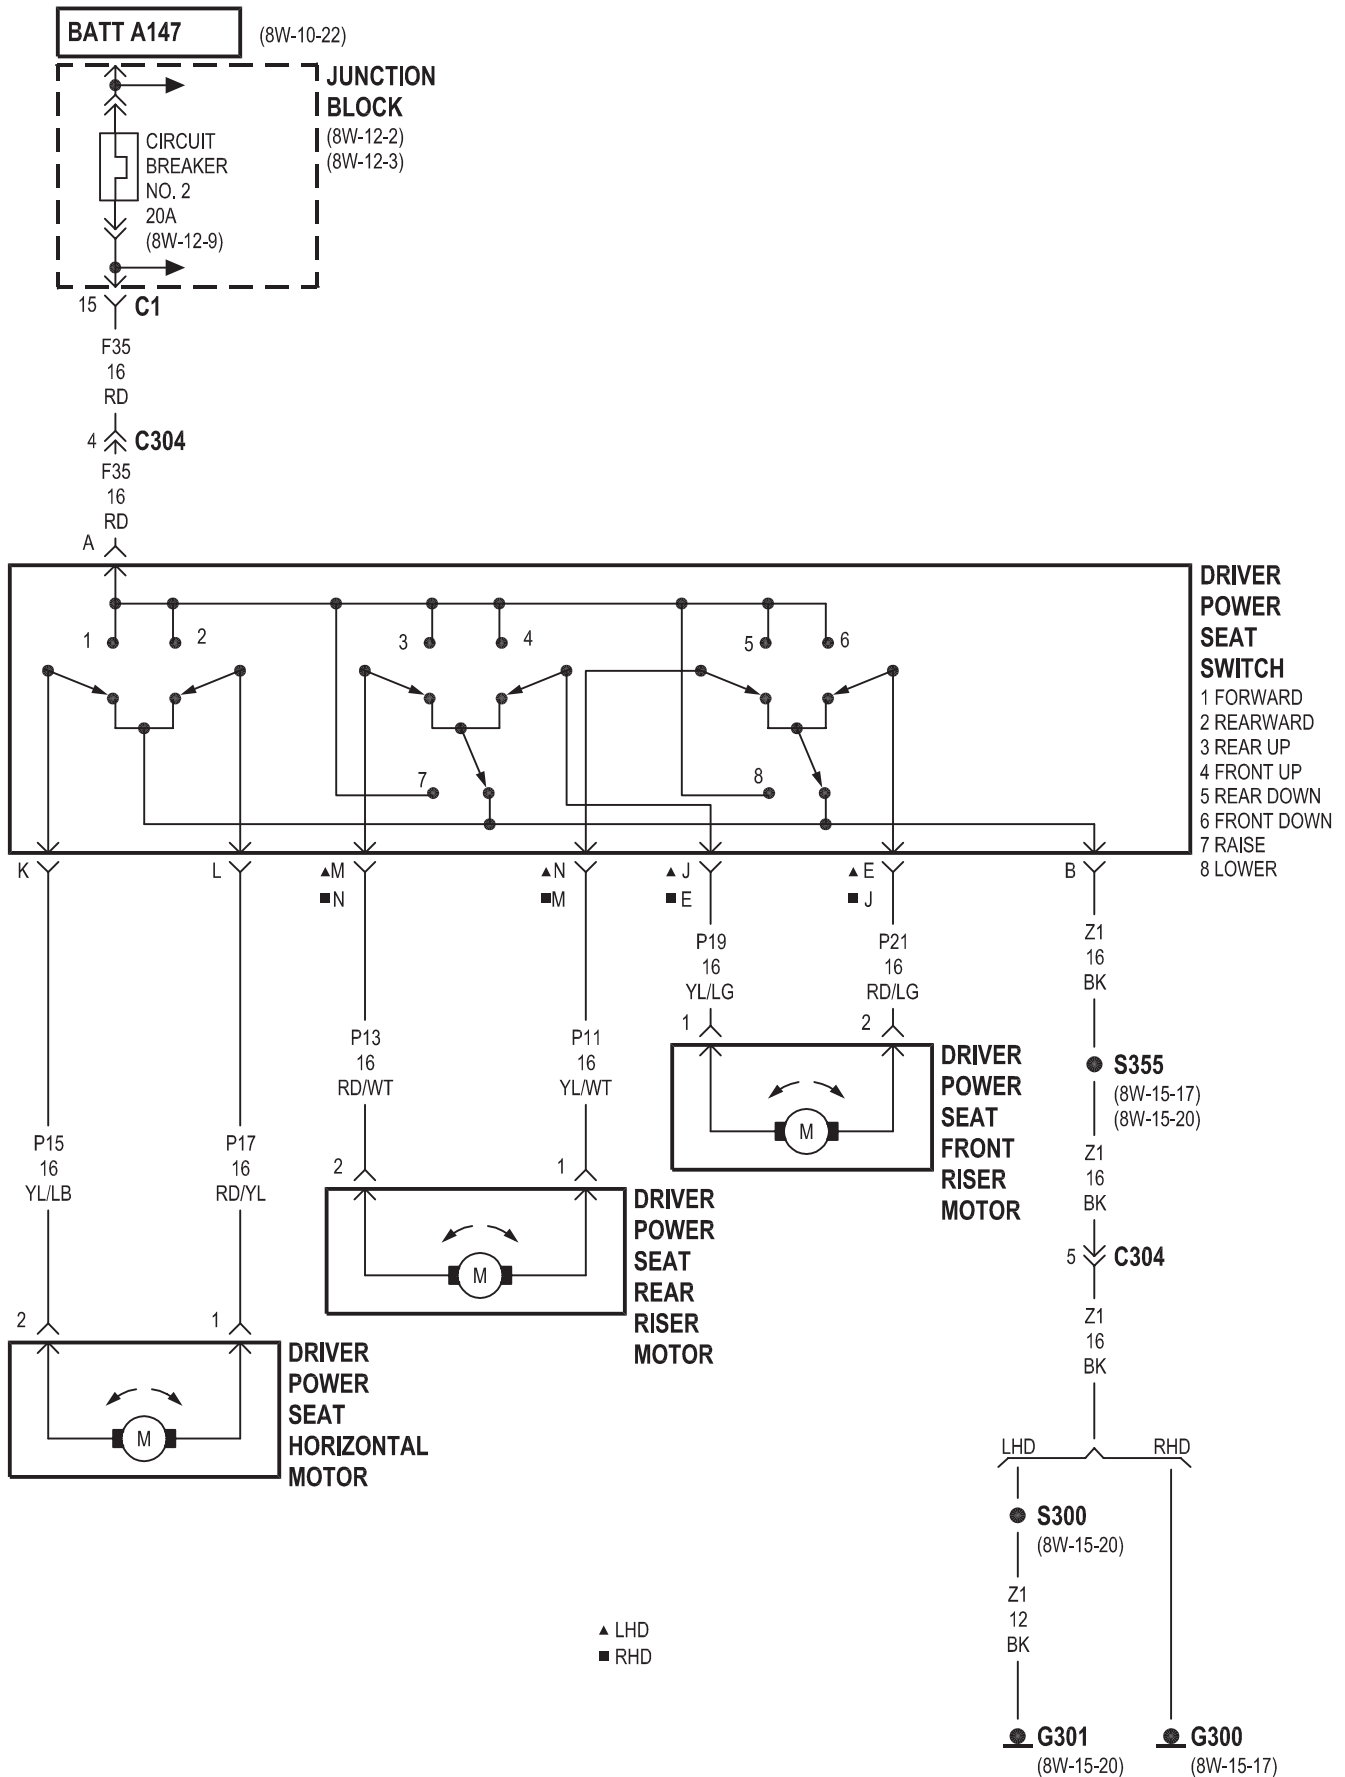 BATT A147
(8W-10-22)
JUNCTION
BLOCK
(8W-12-2)
(8W-12-3)
CIRCUIT
BREAKER
NO. 2
20A
(8W-12-9)
15
C1
F35
16
RD
4
C304
F35
16
RD
A
DRIVER
POWER
SEAT
SWITCH
1 FORWARD
2 REARWARD
3 REAR UP
4 FRONT UP
5 REAR DOWN
6 FRONT DOWN
7 RAISE
8 LOWER
1
2
3
4
5
6
7
8
K
L
▲M
■N
▲N
■M
▲ J
■ E
▲ E
■ J
B
P19
16
YL/LG
1
P21
16
RD/LG
2
Z1
16
BK
P13
16
RD/WT
2
P11
16
YL/WT
1
M
DRIVER
POWER
SEAT
FRONT
RISER
MOTOR
S355
(8W-15-17)
(8W-15-20)
Z1
16
BK
P15
16
YL/LB
2
P17
16
RD/YL
1
M
DRIVER
POWER
SEAT
REAR
RISER
MOTOR
5
C304
Z1
16
BK
M
DRIVER
POWER
SEAT
HORIZONTAL
MOTOR
LHD
RHD
S300
(8W-15-20)
Z1
12
BK
▲ LHD
■ RHD
G301
(8W-15-20)
G300
(8W-15-17)